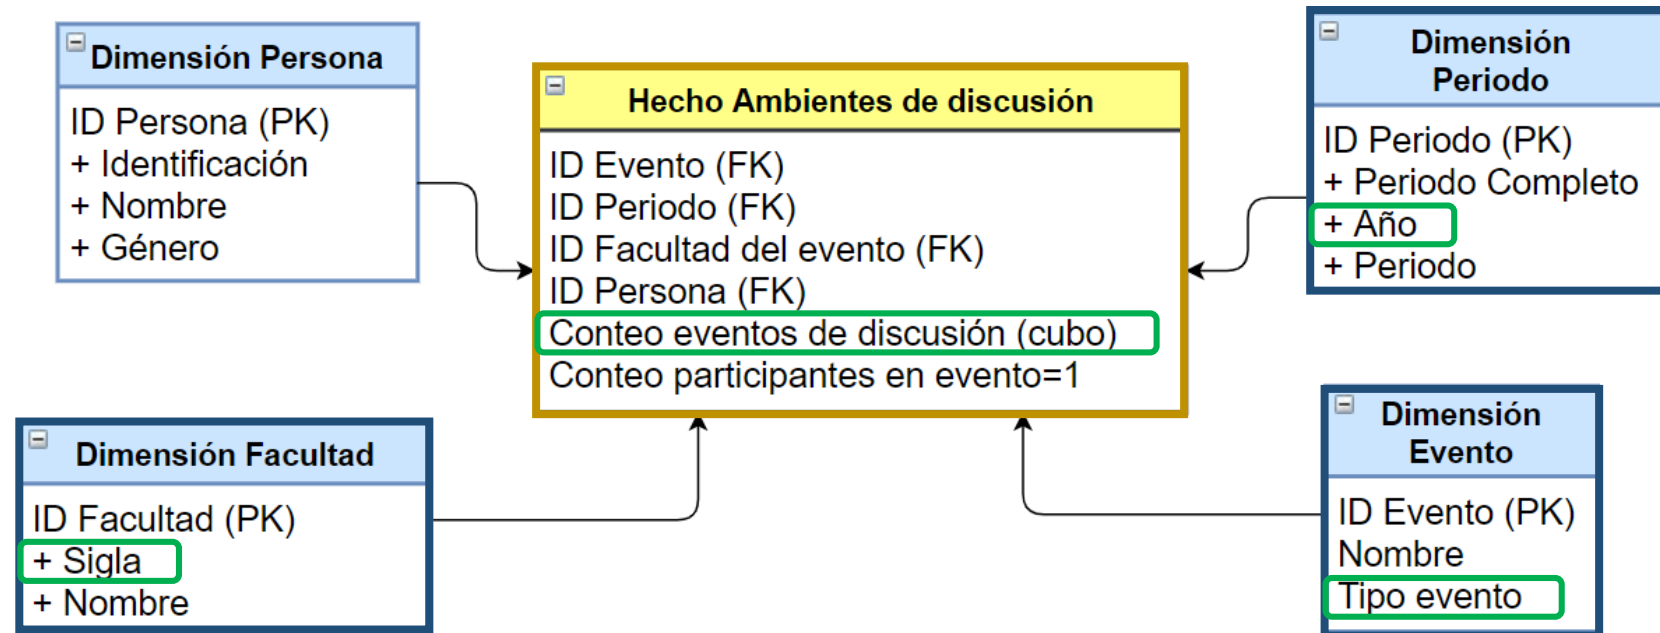 Dimensión Persona
ID Persona (PK)
+ Identificación
+ Nombre
+ Género
Hecho Ambientes de discusión
ID Evento (FK)
ID Periodo (FK)
ID Facultad del evento (FK)
ID Persona (FK)
Conteo eventos de discusión (cubo)
Conteo participantes en evento=1
Dimensión
Periodo
ID Periodo (PK)
+ Periodo Completo
+ Año
+ Periodo
Dimensión Facultad
ID Facultad (PK)
+ Sigla
+ Nombre
Dimensión
Evento
ID Evento (PK)
Nombre
Tipo evento